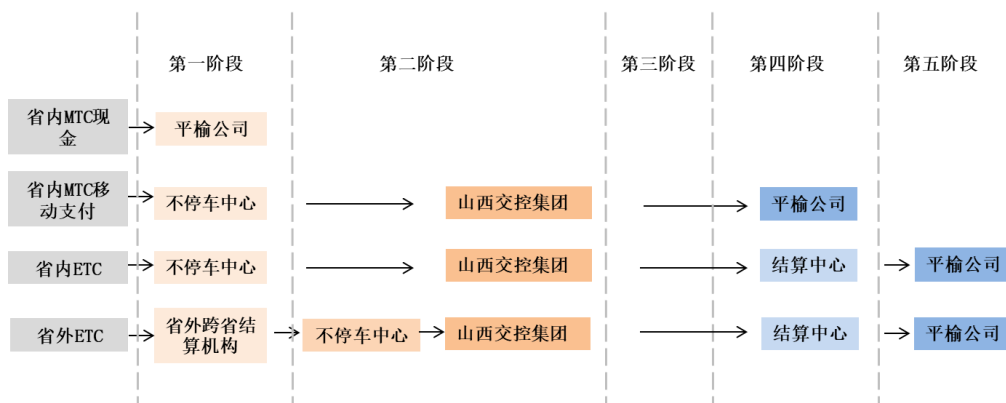 第一阶段
第二阶段
第三阶段
第四阶段
第五阶段
省内MTC现
金
平榆公司
省内MTC移
动支付
不停车中心
山西交控集团
平榆公司
省内ETC
不停车中心
山西交控集团
结算中心
平榆公司
省外ETC
省外跨省结
算机构
不停车中心
山西交控集团
结算中心
平榆公司